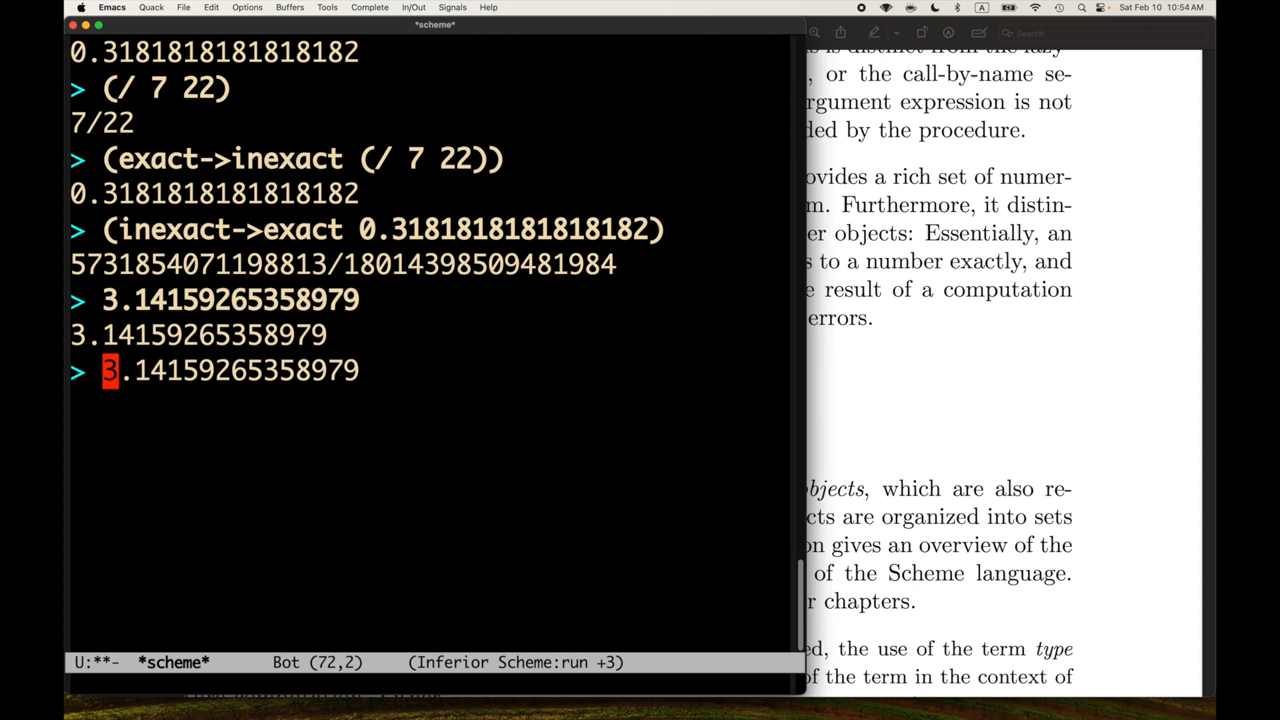 Emacs Quack File Edit Options Buffers Tools Complete In/Out Signals Help
A
Sat Feb 10 10:54 AM
*scheme*
Search
0.3181818181818182
> (/ 7 22)
7/22
> (exact->inexact (/ 7 22))
0.3181818181818182
> (inexact->exact 0.3181818181818182)
5731854071198813/18014398509481984
> 3.14159265358979
3.14159265358979
> 3.14159265358979
U:**- *scheme* Bot (72,2) (Inferior Scheme:run +3)
is distinct from the lazy-
, or the call-by-name se-
rgument expression is not
ded by the procedure.
ovides a rich set of numer-
m. Furthermore, it distin-
er objects: Essentially, an
s to a number exactly, and
e result of a computation
errors.
objects, which are also re-
cts are organized into sets
on gives an overview of the
of the Scheme language.
r chapters.
ed, the use of the term type
of the term in the context of